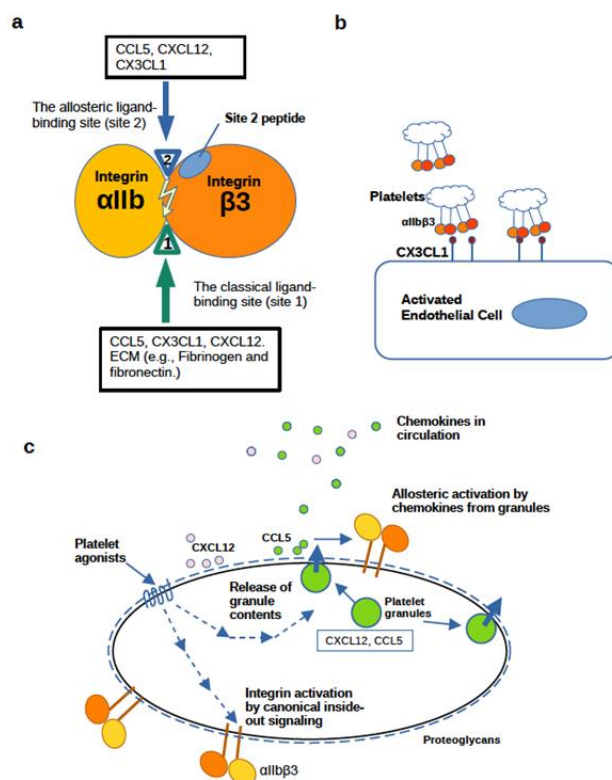 a
CCL5, CXCL12,
CX3CL1
The allosteric ligand-
binding site (site 2)
Site 2 peptide
2
Integrin
αIIb
Integrin
β3
1
The classical ligand-
binding site (site 1)
CCL5, CX3CL1, CXCL12.
ECM (e.g., Fibrinogen and
fibronectin.)
b
Platelets
αIIbβ3
CX3CL1
Activated
Endothelial Cell
c
Chemokines in
circulation
Allosteric activation by
chemokines from granules
CXCL12
CCL5
Platelet
agonists
Release of
granule
contents
Platelet
granules
CXCL12, CCL5
Integrin activation
by canonical inside-
out signaling
Proteoglycans
αIIbβ3